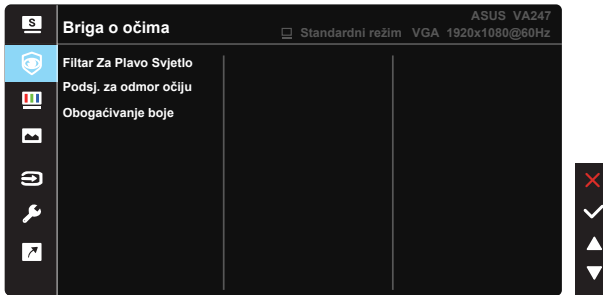 S
Briga o očima
ASUS VA247
Standardni režim VGA 1920x1080@60Hz
Filtar Za Plavo Svjetlo
Podsj. za odmor očiju
Obogaćivanje boje